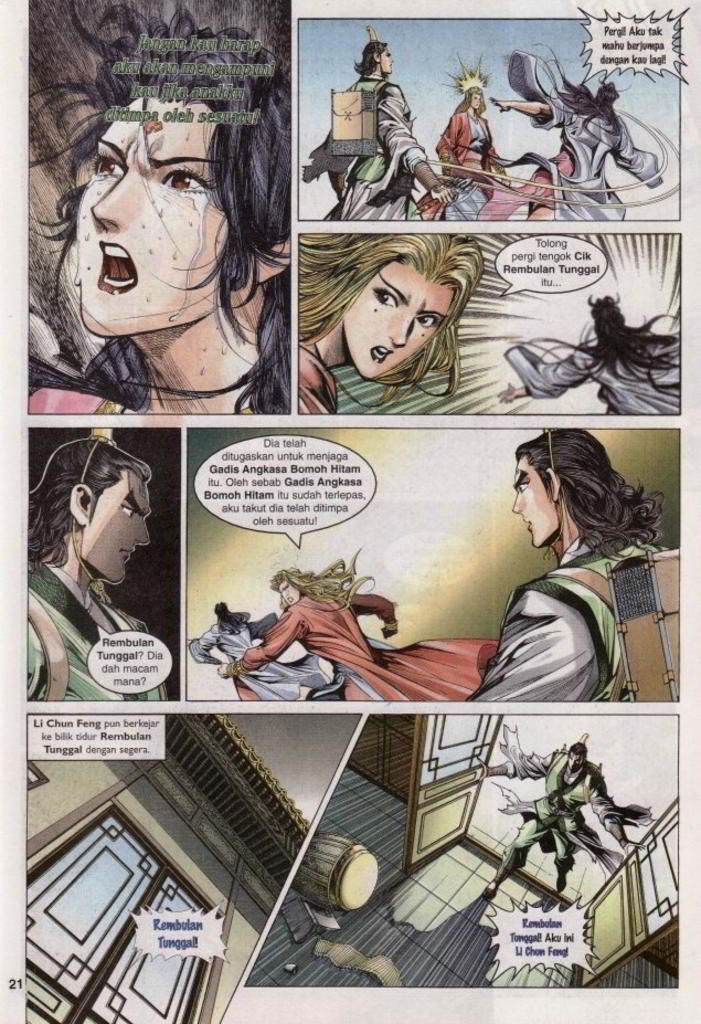 Jangan kau harap
aku akan mengampuni
kau jika anakku
ditimpa oleh sesuatu!
Pergi! Aku tak
mahu berjumpa
dengan kau lagi!
Tolong
pergi tengok Cik
Rembulan Tunggal
itu...
Rembulan
Tunggal? Dia
dah macam
mana?
Dia telah
ditugaskan untuk menjaga
Gadis Angkasa Bomoh Hitam
itu. Oleh sebab Gadis Angkasa
Bomoh Hitam itu sudah terlepas,
aku takut dia telah ditimpa
oleh sesuatu!
Li Chun Feng pun berkejar
ke bilik tidur Rembulan
Tunggal dengan segera.
Rembulan
Tunggal!
Rembulan
Tunggal! Aku ini
Li Chun Feng!
21